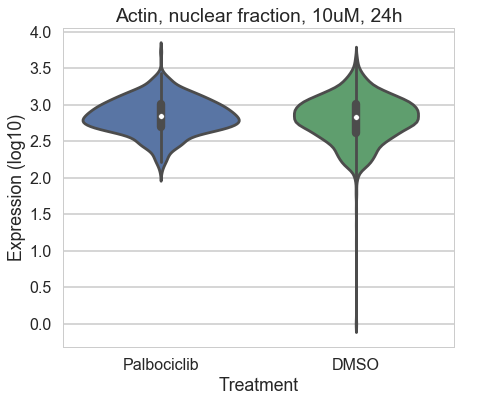 Actin, nuclear fraction, 10uM, 24h
4.0
3.5
3.0
2.5
2.0
1.5
1.0
0.5
0.0
Expression (log10)
Palbociclib DMSO
Treatment